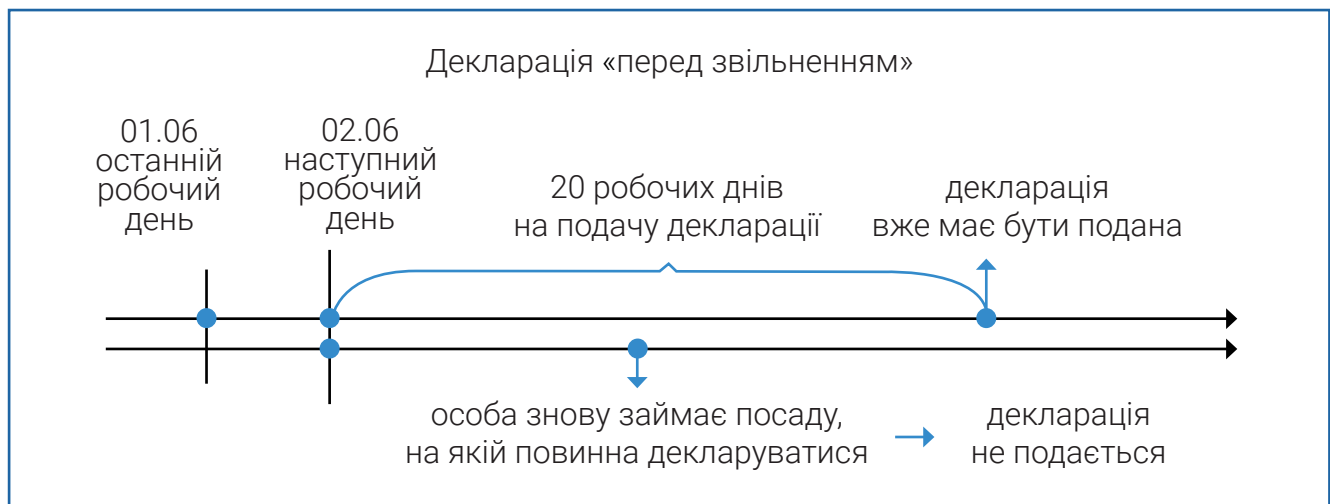 Декларація «перед звільненням»
01.06
останній
робочий
день
02.06
наступний
робочий
день
20 робочих днів
на подачу декларації
декларація
вже має бути подана
особа знову займає посаду,
на якій повинна декларуватися
декларація
не подається